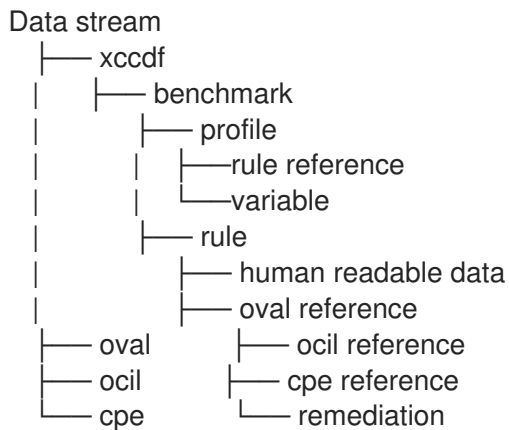 Data stream
├── xccdf
| ├── benchmark
| ├── profile
| | ├──rule reference
| | └──variable
| ├── rule
| ├── human readable data
| ├── oval reference
├── oval ├── ocil reference
├── ocil ├── cpe reference
└── cpe └── remediation